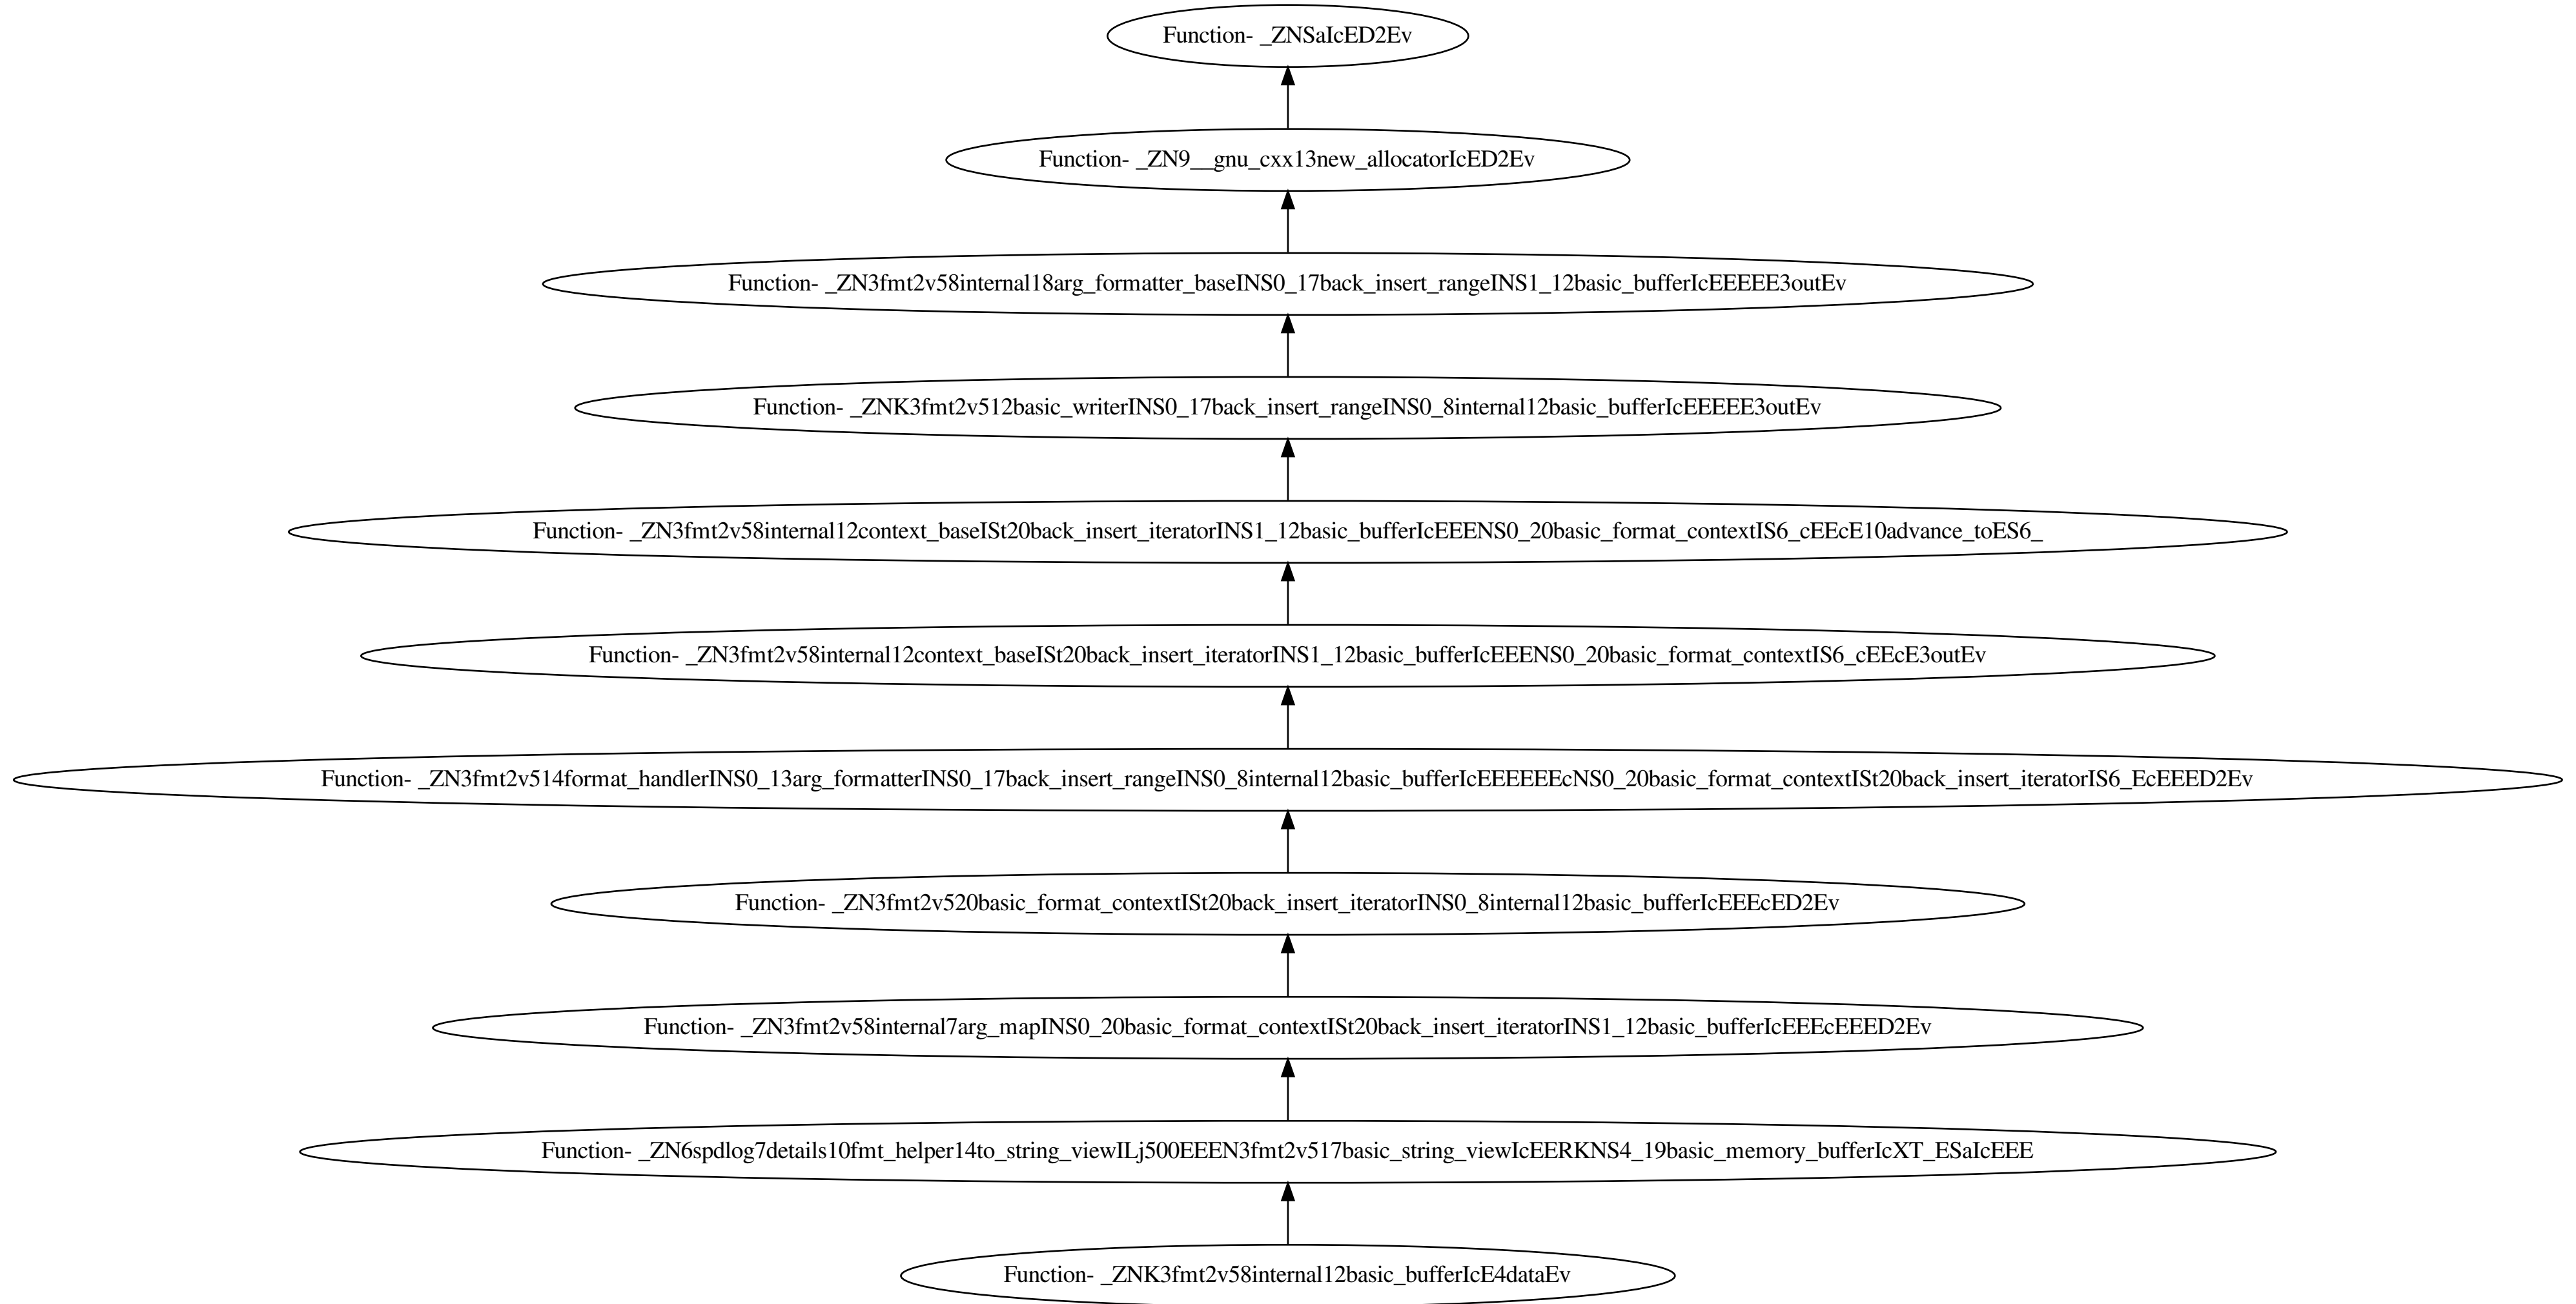 Function- _ZNSaIcED2Ev
Function- _ZN9__gnu_cxx13new_allocatorIcED2Ev
Function- _ZN3fmt2v58internal18arg_formatter_baseINS0_17back_insert_rangeINS1_12basic_bufferIcEEEEE3outEv
Function- _ZNK3fmt2v512basic_writerINS0_17back_insert_rangeINS0_8internal12basic_bufferIcEEEEE3outEv
Function- _ZN3fmt2v58internal12context_baseISt20back_insert_iteratorINS1_12basic_bufferIcEEENS0_20basic_format_contextIS6_cEEcE10advance_toES6_
Function- _ZN3fmt2v58internal12context_baseISt20back_insert_iteratorINS1_12basic_bufferIcEEENS0_20basic_format_contextIS6_cEEcE3outEv
Function- _ZN3fmt2v514format_handlerINS0_13arg_formatterINS0_17back_insert_rangeINS0_8internal12basic_bufferIcEEEEEEcNS0_20basic_format_contextISt20back_insert_iteratorIS6_EcEEED2Ev
Function- _ZN3fmt2v520basic_format_contextISt20back_insert_iteratorINS0_8internal12basic_bufferIcEEEcED2Ev
Function- _ZN3fmt2v58internal7arg_mapINS0_20basic_format_contextISt20back_insert_iteratorINS1_12basic_bufferIcEEEcEEED2Ev
Function- _ZN6spdlog7details10fmt_helper14to_string_viewILj500EEEN3fmt2v517basic_string_viewIcEERKNS4_19basic_memory_bufferIcXT_ESaIcEEE
Function- _ZNK3fmt2v58internal12basic_bufferIcE4dataEv